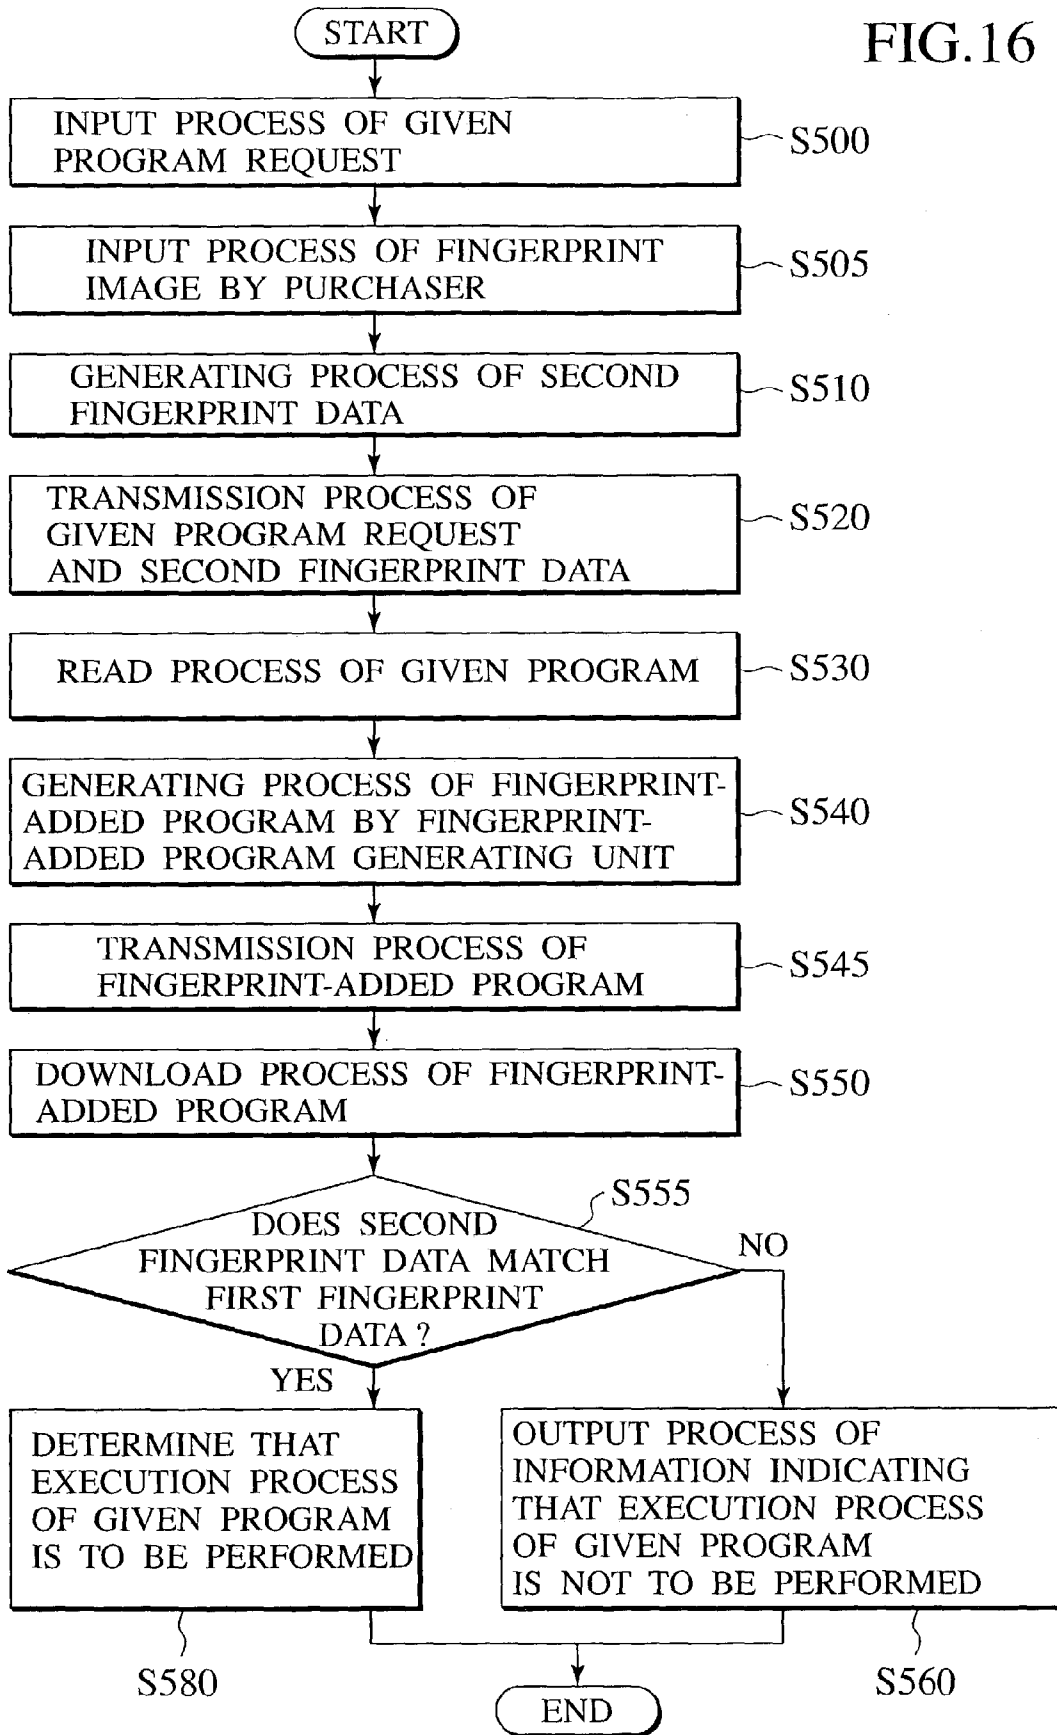 START
FIG.16
INPUT PROCESS OF GIVEN
PROGRAM REQUEST
S500
INPUT PROCESS OF FINGERPRINT
IMAGE BY PURCHASER
S505
GENERATING PROCESS OF SECOND
FINGERPRINT DATA
S510
TRANSMISSION PROCESS OF
GIVEN PROGRAM REQUEST
AND SECOND FINGERPRINT DATA
S520
READ PROCESS OF GIVEN PROGRAM
S530
GENERATING PROCESS OF FINGERPRINT-
ADDED PROGRAM BY FINGERPRINT-
ADDED PROGRAM GENERATING UNIT
S540
TRANSMISSION PROCESS OF
FINGERPRINT-ADDED PROGRAM
S545
DOWNLOAD PROCESS OF FINGERPRINT-
ADDED PROGRAM
S550
S555
DOES SECOND
FINGERPRINT DATA MATCH
FIRST FINGERPRINT
DATA ?
NO
YES
DETERMINE THAT
EXECUTION PROCESS
OF GIVEN PROGRAM
IS TO BE PERFORMED
OUTPUT PROCESS OF
INFORMATION INDICATING
THAT EXECUTION PROCESS
OF GIVEN PROGRAM
IS NOT TO BE PERFORMED
S580
S560
END